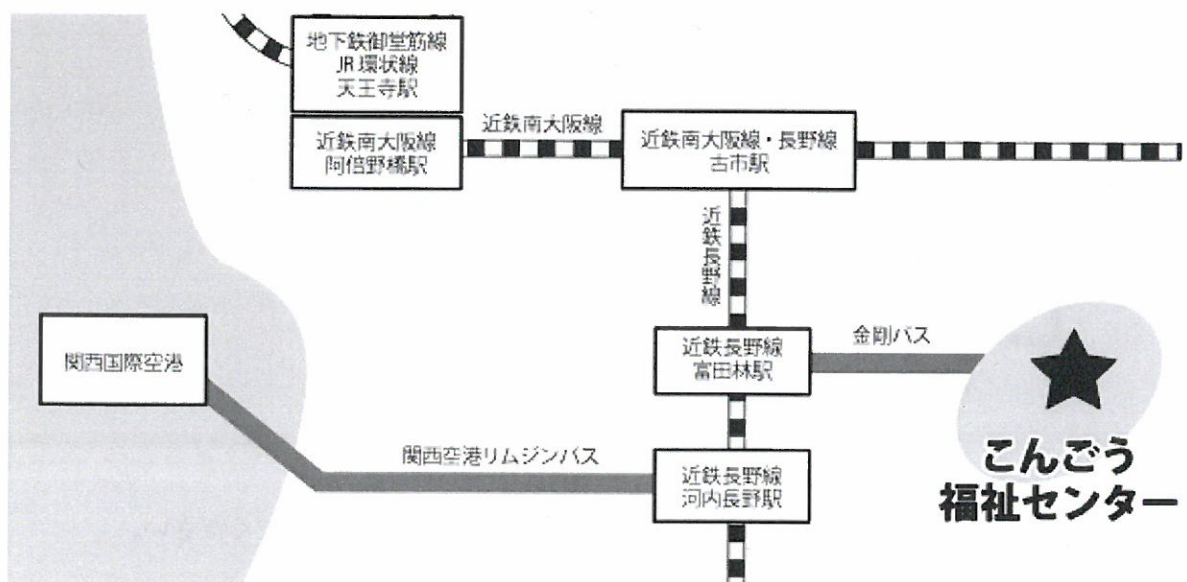 地下鉄御堂筋線
JR環状線
天王寺駅
近鉄南大阪線
阿倍野橋駅
近鉄南大阪線
近鉄南大阪線・長野線
古市駅
近鉄長野線
関西国際空港
近鉄長野線
富田林駅
金剛バス
こんごう
福祉センター
関西空港リムジンバス
近鉄長野線
河内長野駅